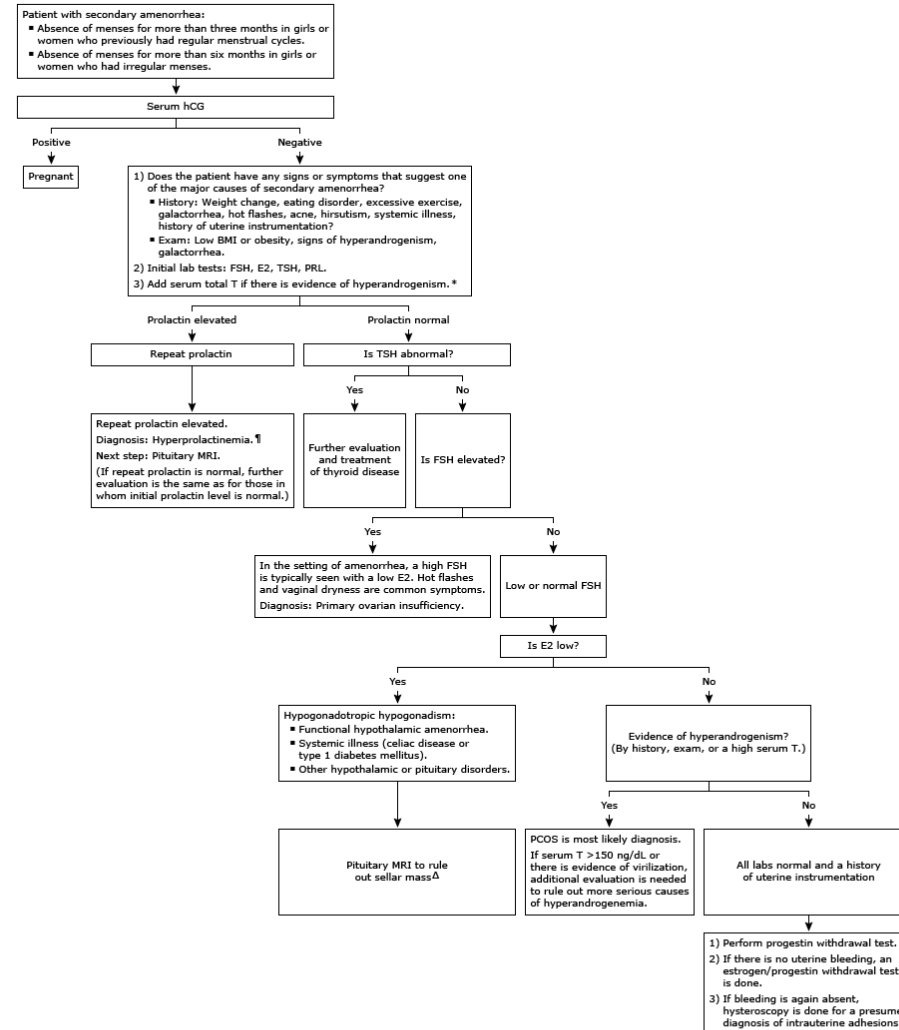 Patient with secondary amenorrhea:
▪ Absence of menses for more than three months in girls or
women who previously had regular menstrual cycles.
▪ Absence of menses for more than six months in girls or
women who had irregular menses.
Serum hCG
Positive
Negative
Pregnant
1) Does the patient have any signs or symptoms that suggest one
of the major causes of secondary amenorrhea?
▪ History: Weight change, eating disorder, excessive exercise,
galactorrhea, hot flashes, acne, hirsutism, systemic illness,
history of uterine instrumentation?
▪ Exam: Low BMI or obesity, signs of hyperandrogenism,
galactorrhea.
2) Initial lab tests: FSH, E2, TSH, PRL.
3) Add serum total T if there is evidence of hyperandrogenism.*
Prolactin elevated
Prolactin normal
Repeat prolactin
Is TSH abnormal?
Yes
No
Repeat prolactin elevated.
Diagnosis: Hyperprolactinemia.¶
Next step: Pituitary MRI.
(If repeat prolactin is normal, further
evaluation is the same as for those in
whom initial prolactin level is normal.)
Further evaluation
and treatment
of thyroid disease
Is FSH elevated?
Yes
No
In the setting of amenorrhea, a high FSH
is typically seen with a low E2. Hot flashes
and vaginal dryness are common symptoms.
Diagnosis: Primary ovarian insufficiency.
Low or normal FSH
Is E2 low?
Yes
No
Hypogonadotropic hypogonadism:
▪ Functional hypothalamic amenorrhea.
▪ Systemic illness (celiac disease or
type 1 diabetes mellitus).
▪ Other hypothalamic or pituitary disorders.
Evidence of hyperandrogenism?
(By history, exam, or a high serum T.)
Yes
No
Pituitary MRI to rule
out sellar massΔ
PCOS is most likely diagnosis.
If serum T >150 ng/dL or
there is evidence of virilization,
additional evaluation is needed
to rule out more serious causes
of hyperandrogenemia.
All labs normal and a history
of uterine instrumentation
1) Perform progestin withdrawal test.
2) If there is no uterine bleeding, an
estrogen/progestin withdrawal test
is done.
3) If bleeding is again absent,
hysteroscopy is done for a presume
diagnosis of intrauterine adhesions